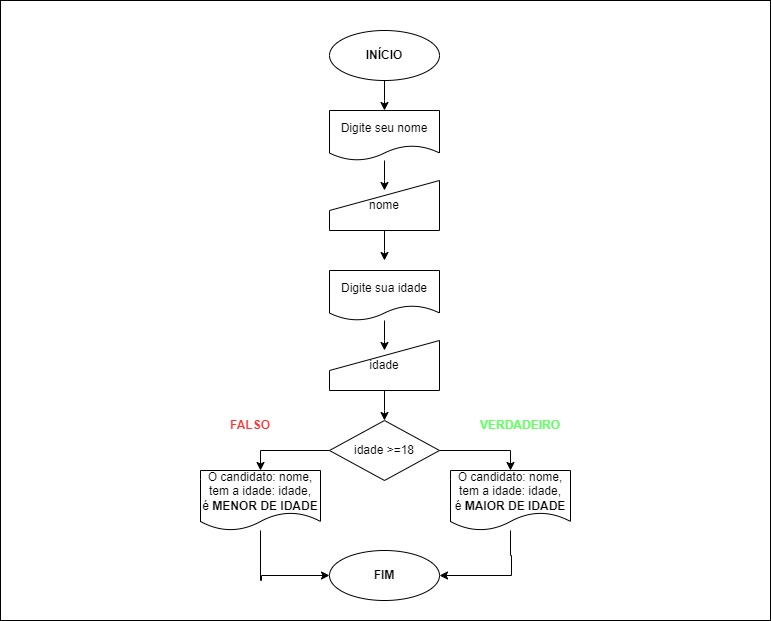 INÍCIO
Digite seu nome
nome
Digite sua idade
idade
FALSO
VERDADEIRO
idade >=18
O candidato: nome,
tem a idade: idade,
é MENOR DE IDADE
O candidato: nome,
tem a idade: idade,
é MAIOR DE IDADE
FIM